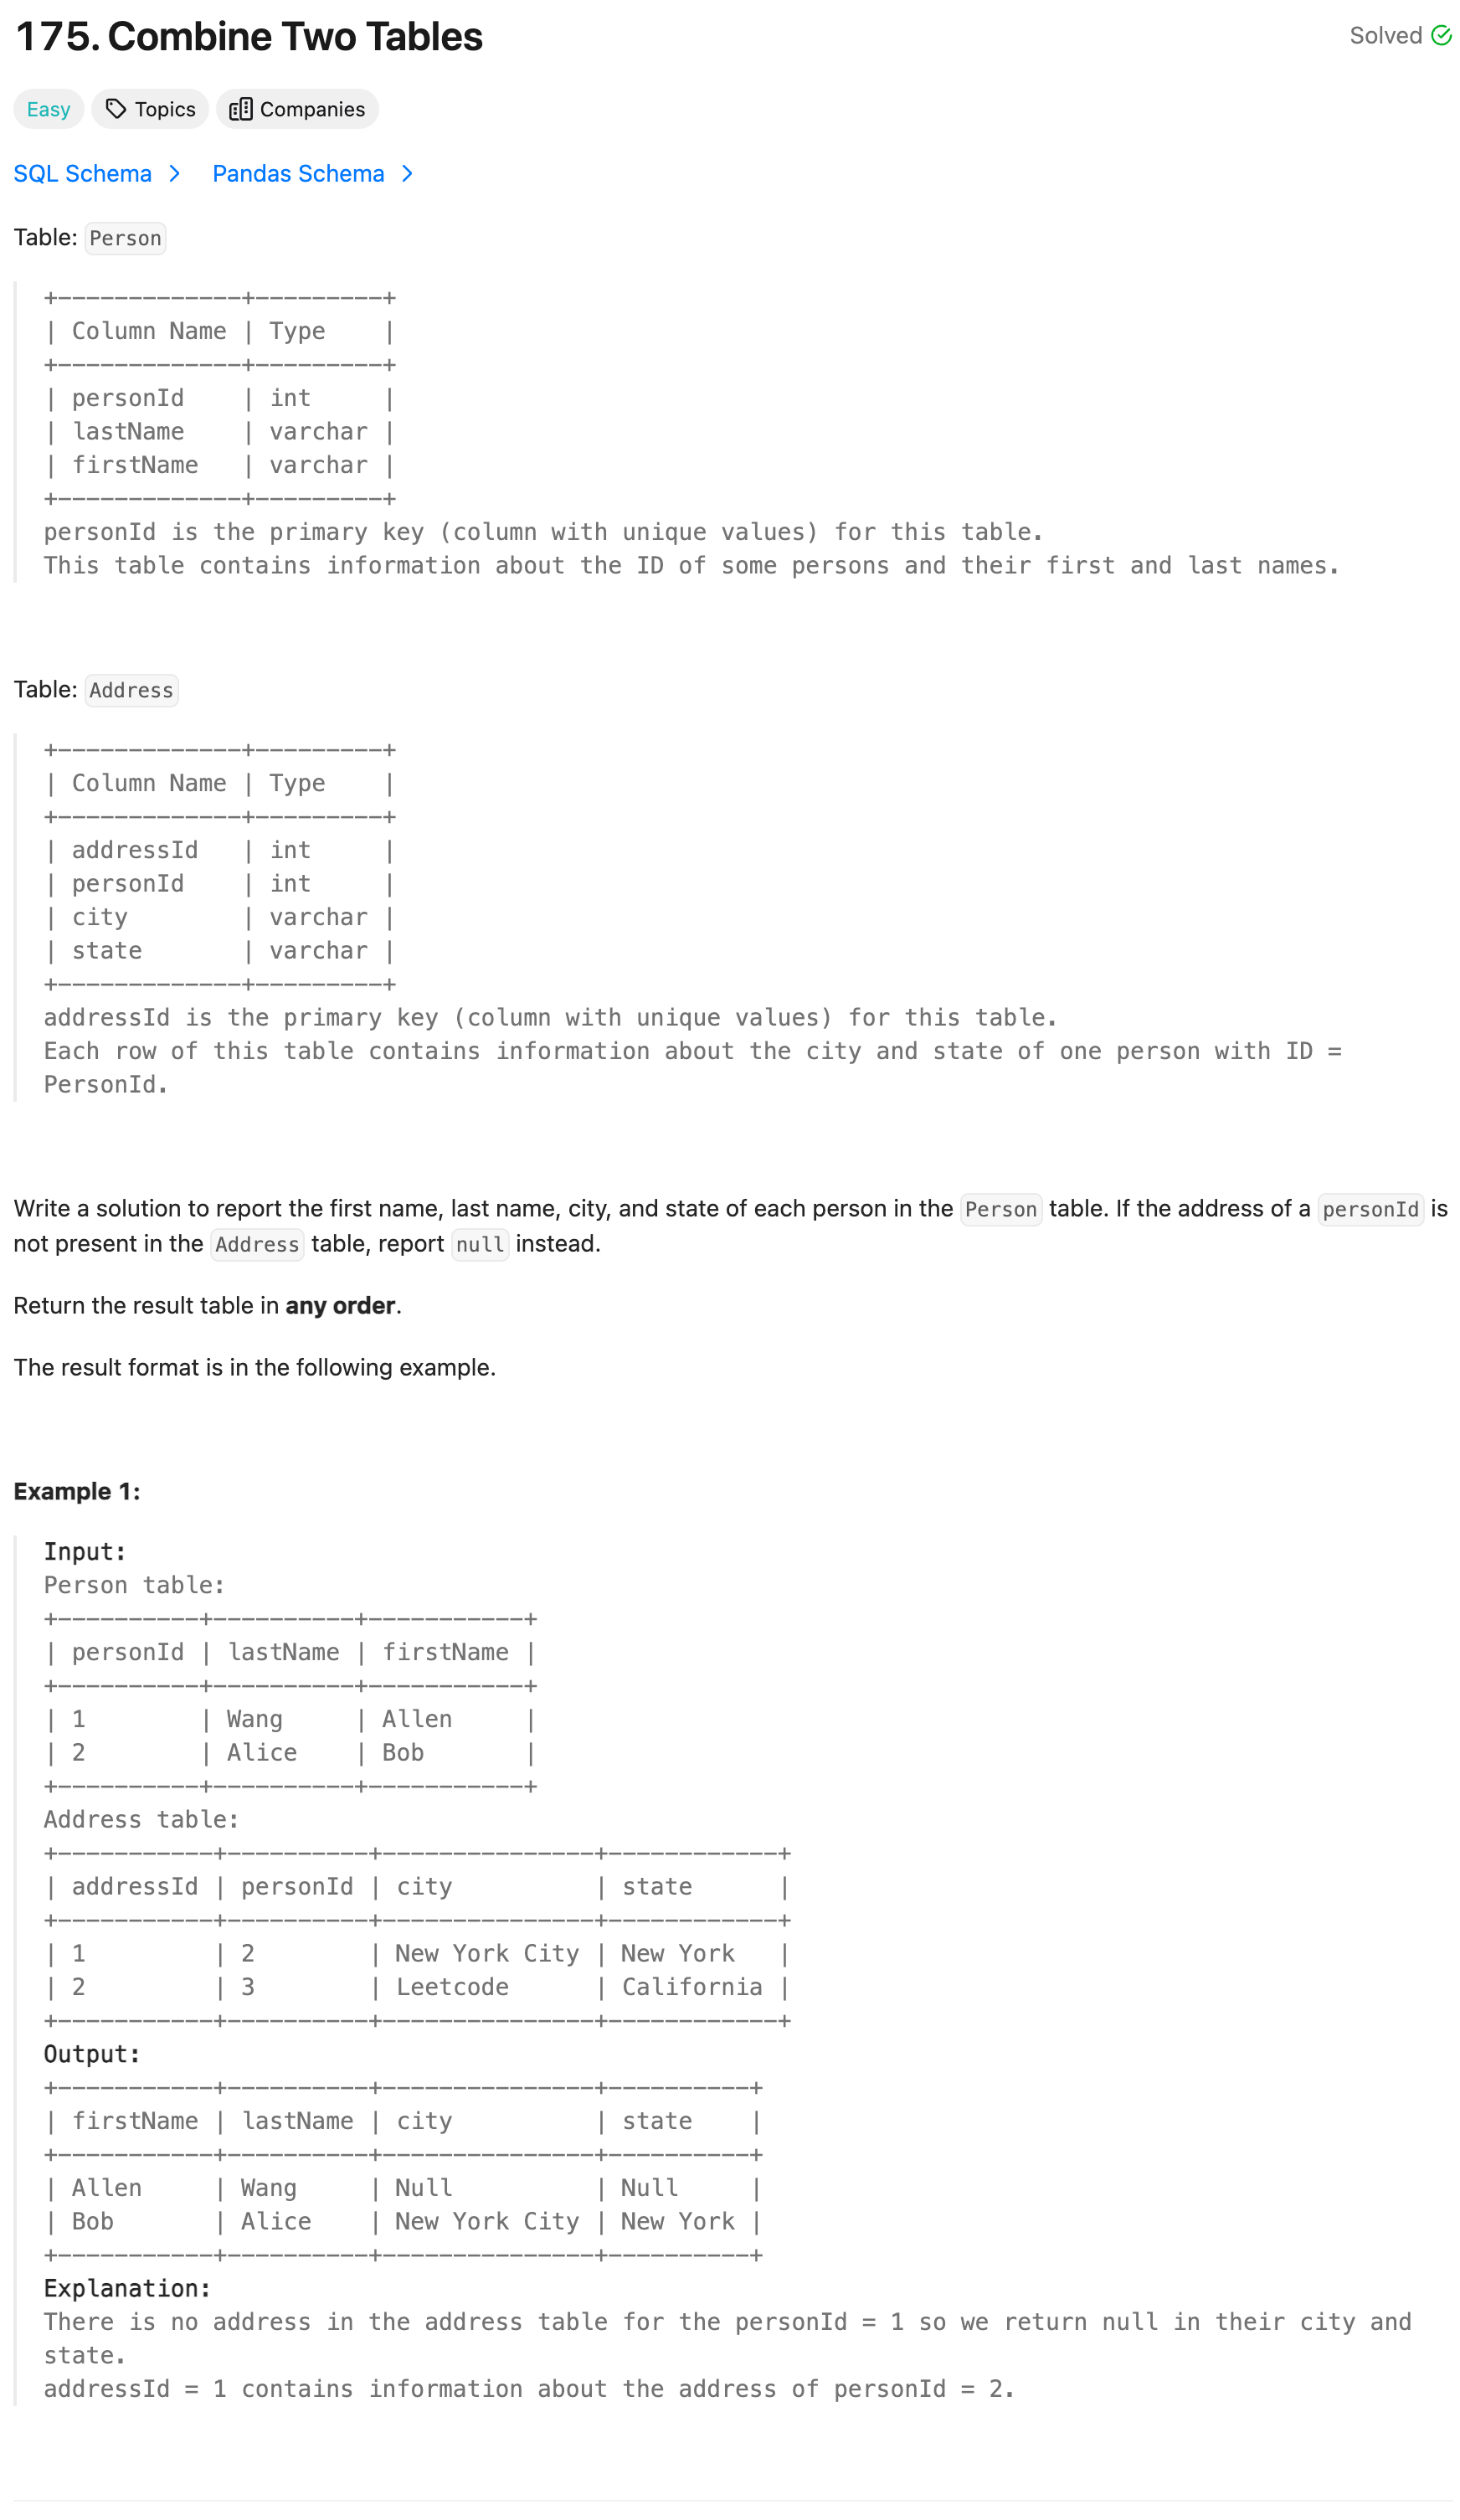 175. Combine Two Tables
Solved
Easy
Topics
Companies
SQL Schema
Pandas Schema
Table: Person
+-------------+---------+
| Column Name | Type    |
+-------------+---------+
| personId    | int     |
| lastName    | varchar |
| firstName   | varchar |
+-------------+---------+
personId is the primary key (column with unique values) for this table.
This table contains information about the ID of some persons and their first and last names.
Table: Address
+-------------+---------+
| Column Name | Type    |
+-------------+---------+
| addressId   | int     |
| personId    | int     |
| city        | varchar |
| state       | varchar |
+-------------+---------+
addressId is the primary key (column with unique values) for this table.
Each row of this table contains information about the city and state of one person with ID =
PersonId.
Write a solution to report the first name, last name, city, and state of each person in the Person table. If the address of a personId is
not present in the Address table, report null instead.
Return the result table in any order.
The result format is in the following example.
Example 1:
Input:
Person table:
+----------+----------+-----------+
| personId | lastName | firstName |
+----------+----------+-----------+
| 1        | Wang     | Allen     |
| 2        | Alice    | Bob       |
+----------+----------+-----------+
Address table:
+-----------+----------+---------------+------------+
| addressId | personId | city          | state      |
+-----------+----------+---------------+------------+
| 1         | 2        | New York City | New York   |
| 2         | 3        | Leetcode      | California |
+-----------+----------+---------------+------------+
Output:
+-----------+----------+---------------+----------+
| firstName | lastName | city          | state    |
+-----------+----------+---------------+----------+
| Allen     | Wang     | Null          | Null     |
| Bob       | Alice    | New York City | New York |
+-----------+----------+---------------+----------+
Explanation:
There is no address in the address table for the personId = 1 so we return null in their city and
state.
addressId = 1 contains information about the address of personId = 2.